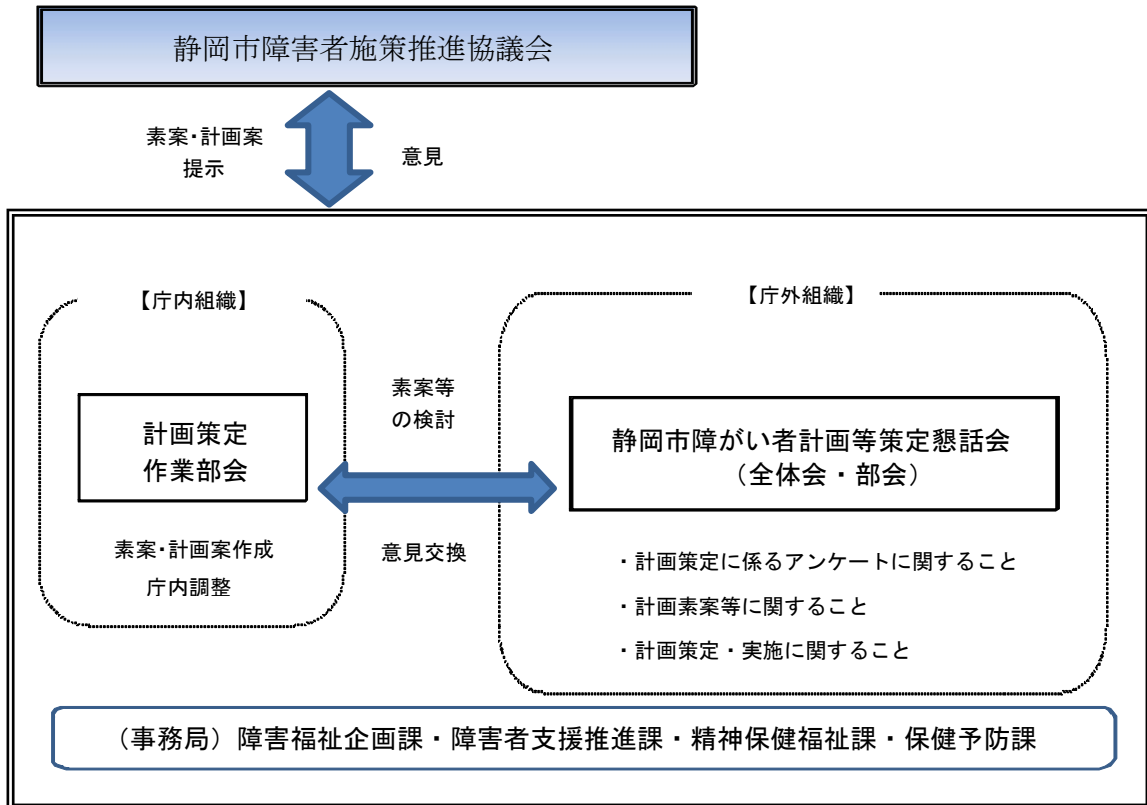 静岡市障害者施策推進協議会
素案・計画案
提示
意見
【庁内組織】
計画策定
作業部会
素案・計画案作成
庁内調整
素案等
の検討
意見交換
【庁外組織】
静岡市障がい者計画等策定懇話会
（全体会・部会）
・計画策定に係るアンケートに関すること
・計画素案等に関すること
・計画策定・実施に関すること
（事務局）障害福祉企画課・障害者支援推進課・精神保健福祉課・保健予防課